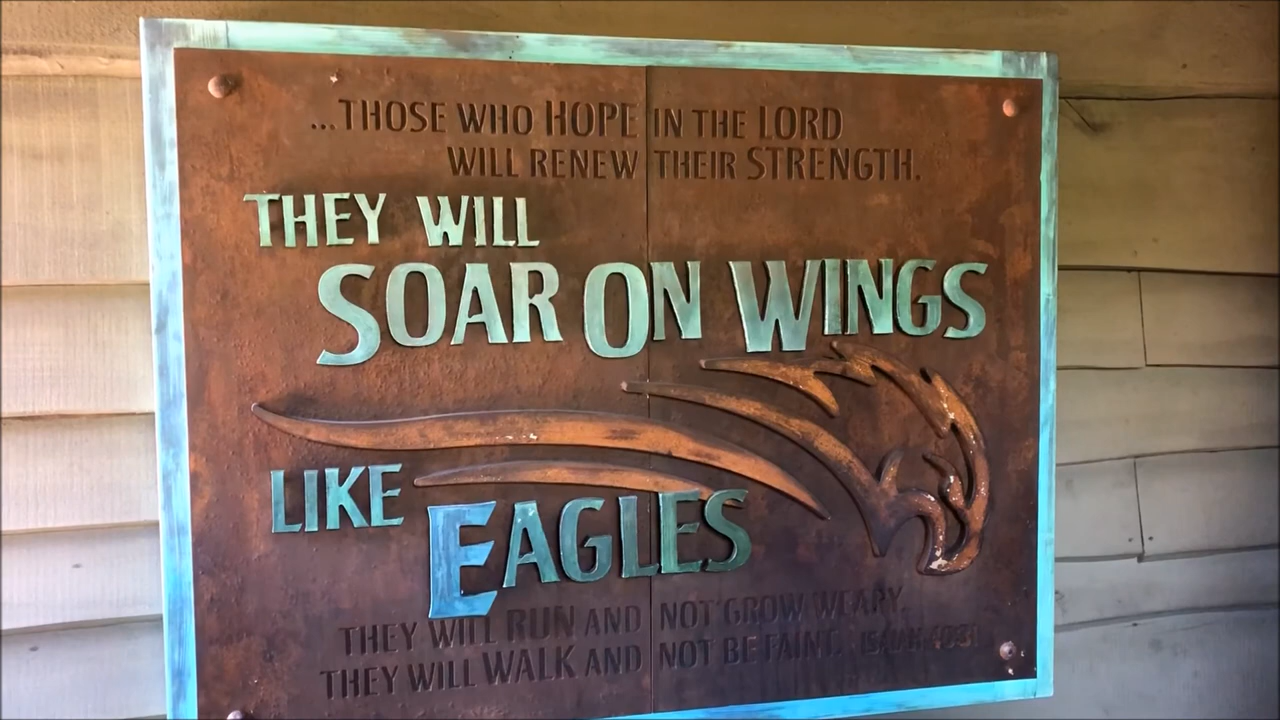 ...THOSE WHO HOPE IN THE LORD
WILL RENEW THEIR STRENGTH.
THEY WILL
SOAR ON WINGS
LIKE
EAGLES
THEY WILL RUN AND NOT GROW WEARY.
THEY WILL WALK AND NOT BE FAINT. ISAIAH 40:31